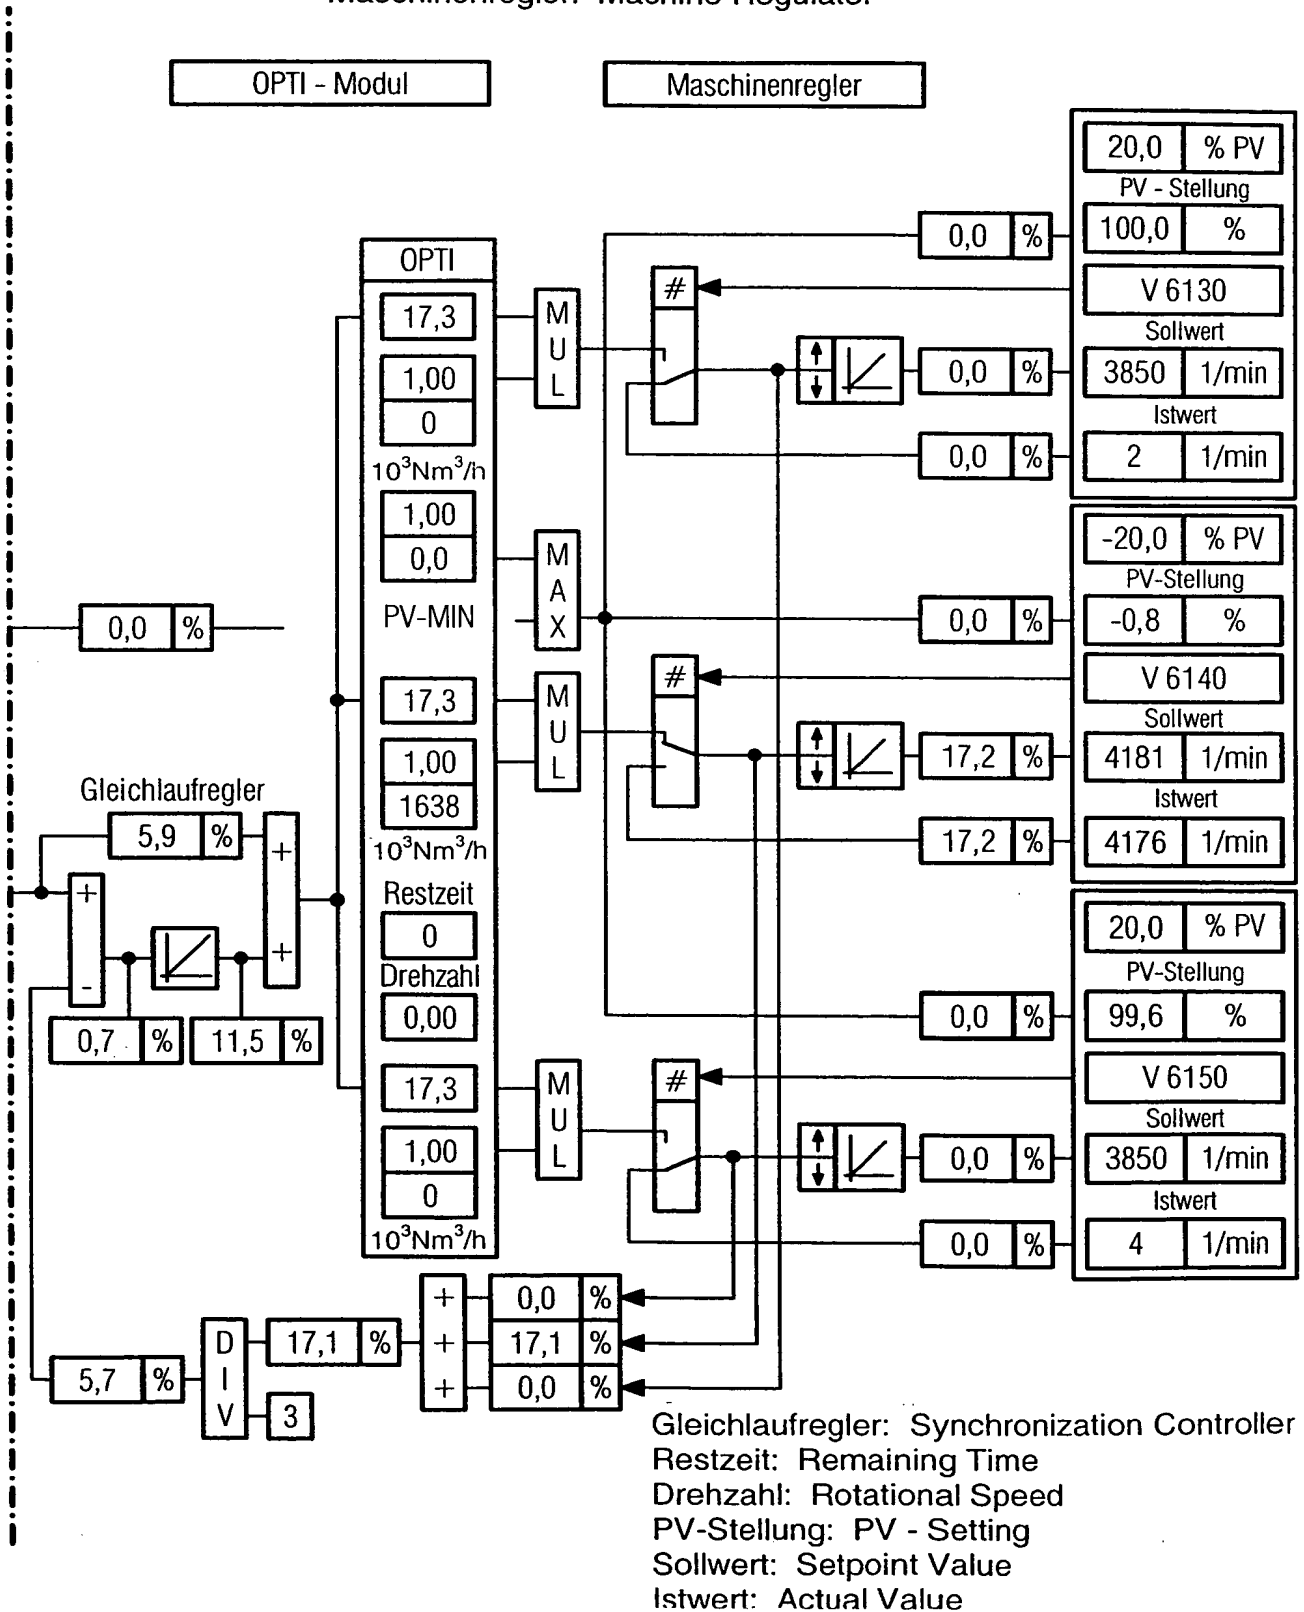 Maschinenregler: Machine Regulator
OPTI - Modul
Maschinenregler
20,0 % PV
PV - Stellung
0,0 %
100,0 %
OPTI
#
V 6130
17,3
M
U
L
Sollwert
1,00
0,0 %
3850 1/min
0
Istwert
10³Nm³/h
0,0 %
2 1/min
1,00
0,0
M
A
X
-20,0 % PV
PV-Stellung
PV-MIN
0,0 %
0,0 %
-0,8 %
#
V 6140
17,3
M
U
L
Sollwert
1,00
17,2 %
4181 1/min
Gleichlaufregler
1638
Istwert
5,9 %
+
10³Nm³/h
17,2 %
4176 1/min
+
Restzeit
0
20,0 % PV
+
Drehzahl
PV-Stellung
-
0,00
0,0 %
99,6 %
0,7 %
11,5 %
17,3
M
U
L
#
V 6150
Sollwert
1,00
0,0 %
3850 1/min
0
Istwert
10³Nm³/h
0,0 %
4 1/min
+ 0,0 %
D
I
V
17,1 %
+ 17,1 %
5,7 %
+ 0,0 %
3
Gleichlaufregler: Synchronization Controller
Restzeit: Remaining Time
Drehzahl: Rotational Speed
PV-Stellung: PV - Setting
Sollwert: Setpoint Value
Istwert: Actual Value